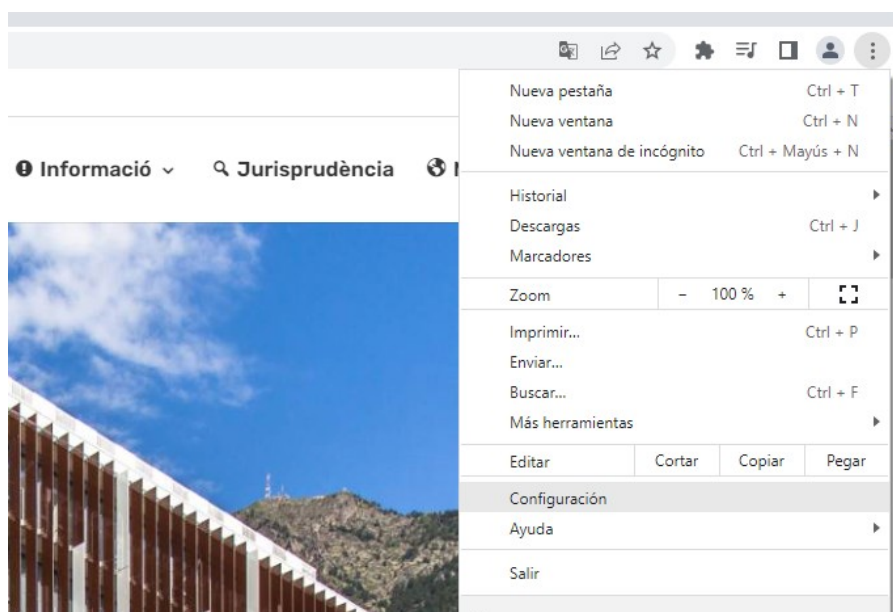 Nueva pestaña Ctrl + T
Nueva ventana Ctrl + N
Nueva ventana de incógnito Ctrl + Mayús + N
Informació Jurisprudència
Historial
Descargas Ctrl + J
Marcadores
Zoom - 100 % +
Imprimir... Ctrl + P
Enviar...
Buscar... Ctrl + F
Más herramientas
Editar Cortar Copiar Pegar
Configuración
Ayuda
Salir